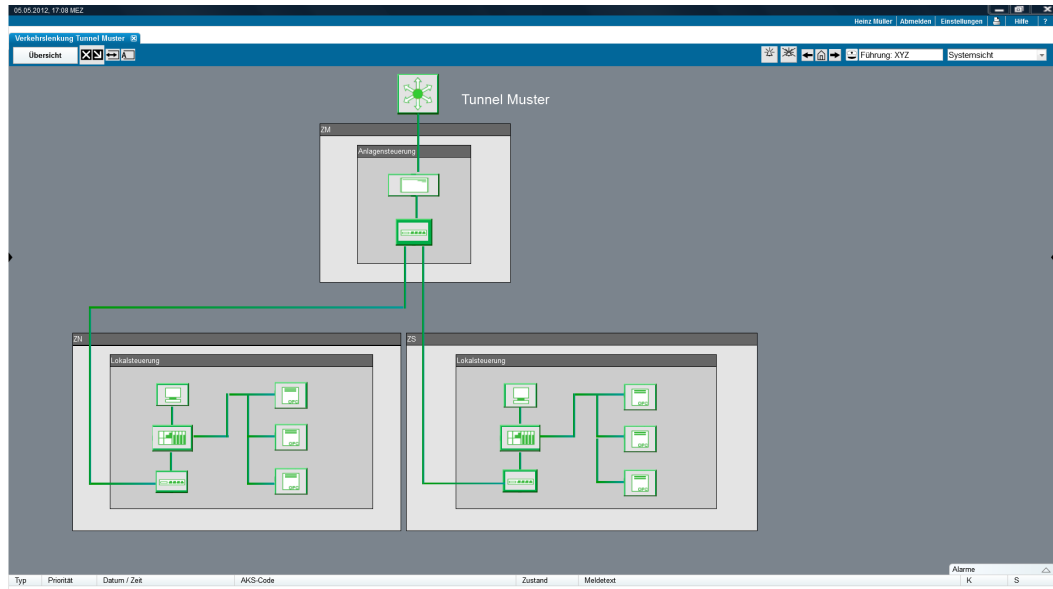 05.05.2012, 17:08 MEZ
Heinz Müller Abmelden Einstellungen Hilfe ?
Verkehrslenkung Tunnel Muster
Übersicht
A
Führung: XYZ
Systemsicht
Tunnel Muster
ZM
Anlagensteuerung
ZN
ZS
Lokalsteuerung
Lokalsteuerung
Alarme
Typ Priorität Datum / Zeit AKS-Code Zustand Meldetext K S